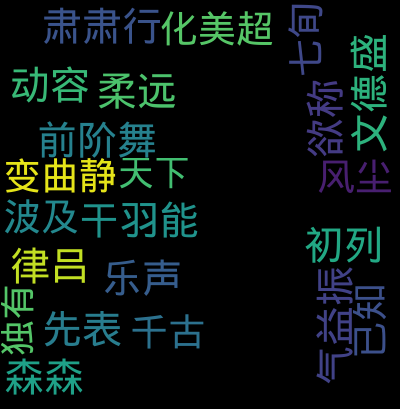 肃肃行
化美超
七旬
动容
柔远
欲称
文德盛
前阶舞
变曲静
天下
风尘
波及
干羽能
初列
律吕
乐声
气益振
已知
独有
先表
千古
森森